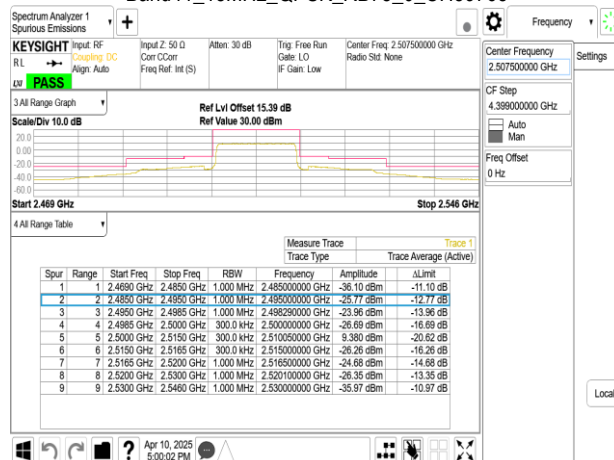 Spectrum Analyzer 1
Spurious Emissions
Frequency
KEYSIGHT
Input: RF
Input Z: 50 Ω
Atten: 30 dB
Trig: Free Run
Center Freq: 2.507500000 GHz
RL
Coupling: DC
Corr CCorr
Gate: LO
Radio Std: None
Align: Auto
Freq Ref: Int (S)
IF Gain: Low
PASS
Center Frequency
2.507500000 GHz
Settings
CF Step
4.399000000 GHz
Auto
Man
Freq Offset
0 Hz
3 All Range Graph
Ref Lvl Offset 15.39 dB
Scale/Div 10.0 dB
Ref Value 30.00 dBm
20.0
10.0
0.00
-20.0
-40.0
-60.0
Start 2.469 GHz
Stop 2.546 GHz
4 All Range Table
Measure Trace Trace 1
Trace Type Trace Average (Active)
Spur Range Start Freq Stop Freq RBW Frequency Amplitude ΔLimit
1 1 2.4690 GHz 2.4850 GHz 1.000 MHz 2.485000000 GHz -36.10 dBm -11.10 dB
2 2 2.4850 GHz 2.4950 GHz 1.000 MHz 2.495000000 GHz -25.77 dBm -12.77 dB
3 3 2.4950 GHz 2.4985 GHz 1.000 MHz 2.498290000 GHz -23.96 dBm -13.96 dB
4 4 2.4985 GHz 2.5000 GHz 300.0 kHz 2.500000000 GHz -26.69 dBm -16.69 dB
5 5 2.5000 GHz 2.5150 GHz 300.0 kHz 2.510050000 GHz 9.380 dBm -20.62 dB
6 6 2.5150 GHz 2.5165 GHz 300.0 kHz 2.515000000 GHz -26.26 dBm -16.26 dB
7 7 2.5165 GHz 2.5200 GHz 1.000 MHz 2.516500000 GHz -24.68 dBm -14.68 dB
8 8 2.5200 GHz 2.5300 GHz 1.000 MHz 2.520100000 GHz -26.35 dBm -13.35 dB
9 9 2.5300 GHz 2.5460 GHz 1.000 MHz 2.530000000 GHz -35.97 dBm -10.97 dB
Local
Apr 10, 2025
5:00:02 PM